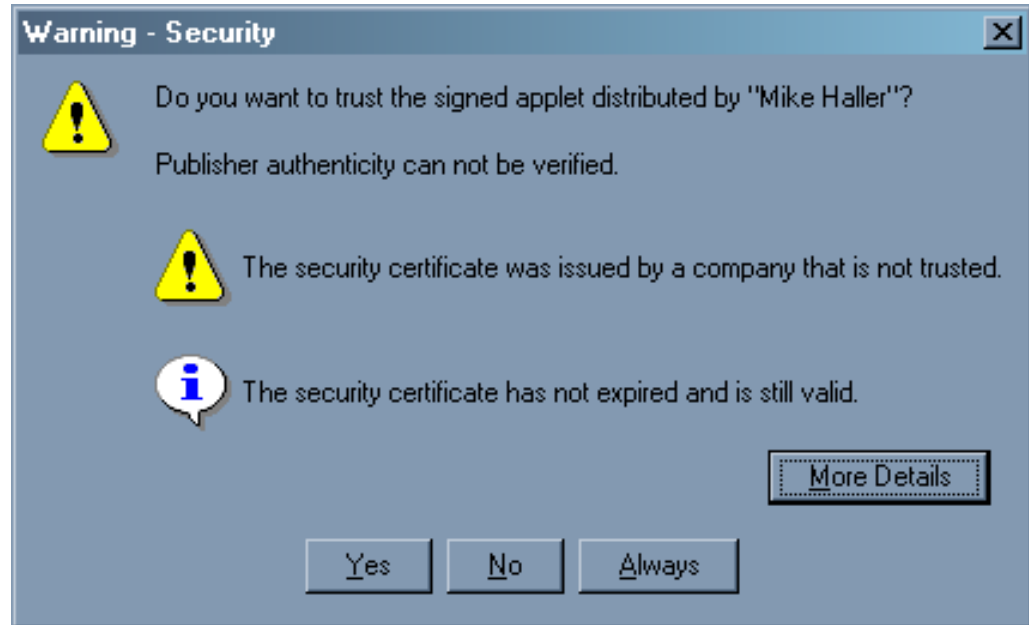 Warning - Security
Do you want to trust the signed applet distributed by "Mike Haller"?
Publisher authenticity can not be verified.
The security certificate was issued by a company that is not trusted.
The security certificate has not expired and is still valid.
More Details
Yes No Always